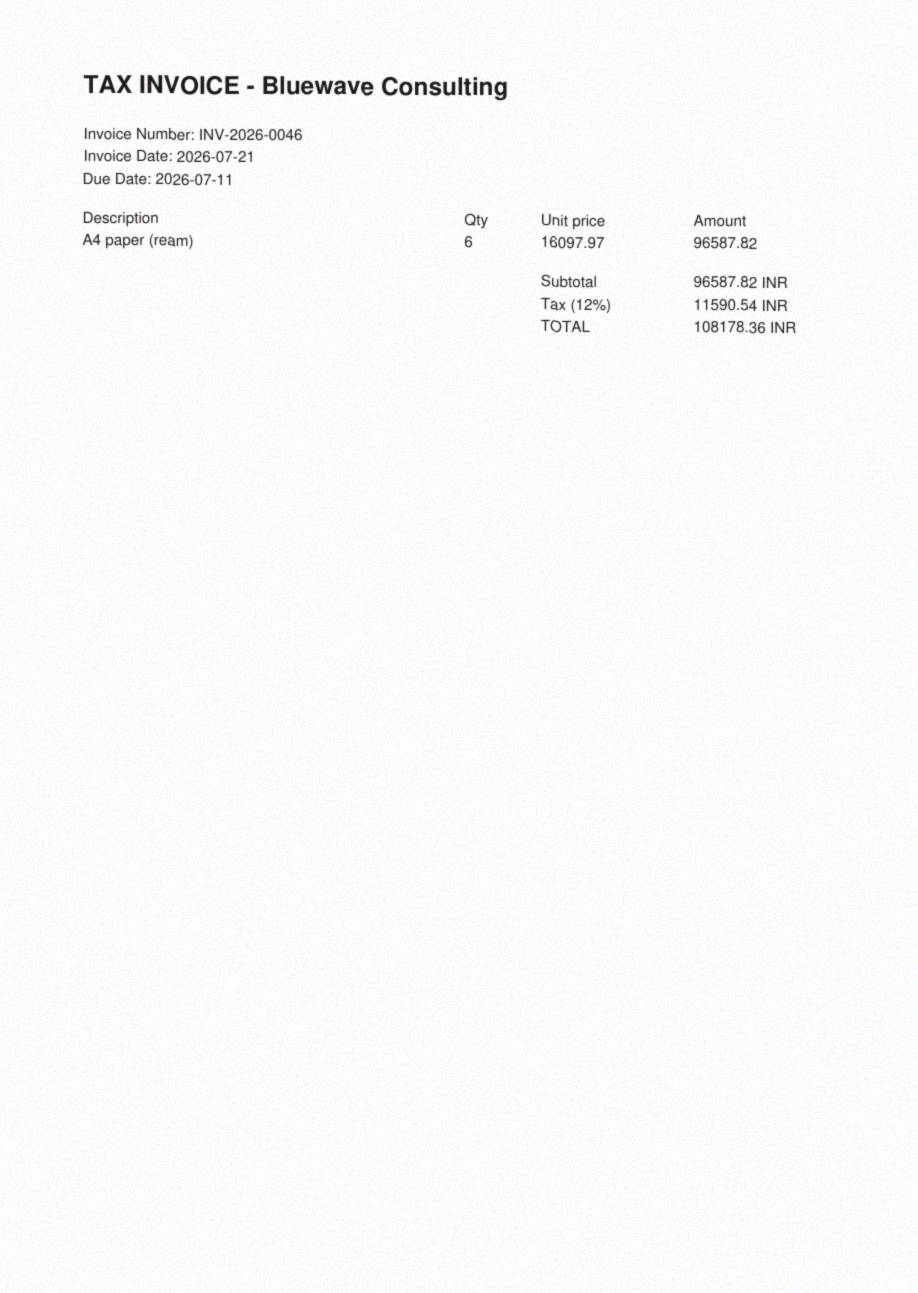 TAX INVOICE - Bluewave Consulting
Invoice Number: INV-2026-0046
Invoice Date: 2026-07-21
Due Date: 2026-07-11
Description Qty Unit price Amount
A4 paper (ream) 6 16097.97 96587.82
Subtotal 96587.82 INR
Tax (12%) 11590.54 INR
TOTAL 108178.36 INR